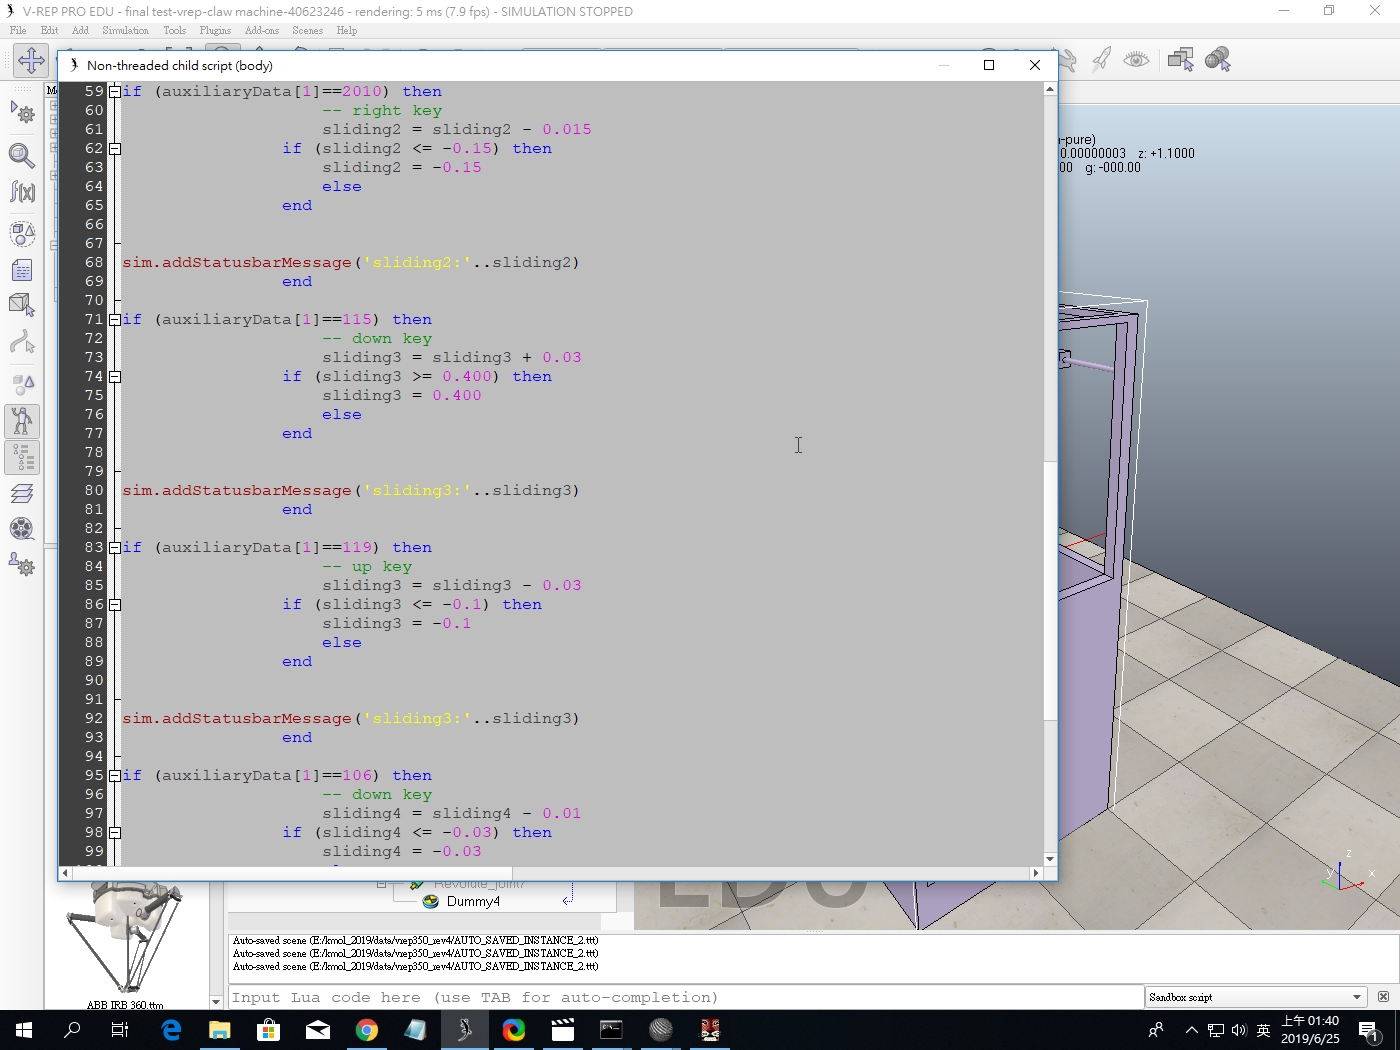 V-REP PRO EDU - final test-vrep-claw machine-40623246 - rendering: 5 ms (7.9 fps) - SIMULATION STOPPED
File Edit Add Simulation Tools Plugins Add-ons Scenes Help
Non-threaded child script (body)
59 if (auxiliaryData[1]==2010) then
60 -- right key
61 sliding2 = sliding2 - 0.015
62 if (sliding2 <= -0.15) then
63 sliding2 = -0.15
64 else
65 end
66
67
68 sim.addStatusbarMessage('sliding2:'..sliding2)
69 end
70
71 if (auxiliaryData[1]==115) then
72 -- down key
73 sliding3 = sliding3 + 0.03
74 if (sliding3 >= 0.400) then
75 sliding3 = 0.400
76 else
77 end
78
79
80 sim.addStatusbarMessage('sliding3:'..sliding3)
81 end
82
83 if (auxiliaryData[1]==119) then
84 -- up key
85 sliding3 = sliding3 - 0.03
86 if (sliding3 <= -0.1) then
87 sliding3 = -0.1
88 else
89 end
90
91
92 sim.addStatusbarMessage('sliding3:'..sliding3)
93 end
94
95 if (auxiliaryData[1]==106) then
96 -- down key
97 sliding4 = sliding4 - 0.01
98 if (sliding4 <= -0.03) then
99 sliding4 = -0.03
-pure)
0.00000003 z: +1.1000
00 g: -000.00
z
y x
EDU
Revolute_joint7
Dummy4
ABB IRB 360.ttm
Auto-saved scene (E:/kmol_2019/data/vrep350_rev4/AUTO_SAVED_INSTANCE_2.ttt)
Auto-saved scene (E:/kmol_2019/data/vrep350_rev4/AUTO_SAVED_INSTANCE_2.ttt)
Auto-saved scene (E:/kmol_2019/data/vrep350_rev4/AUTO_SAVED_INSTANCE_2.ttt)
Input Lua code here (use TAB for auto-completion)
Sandbox script
英
上午 01:40
2019/6/25
1